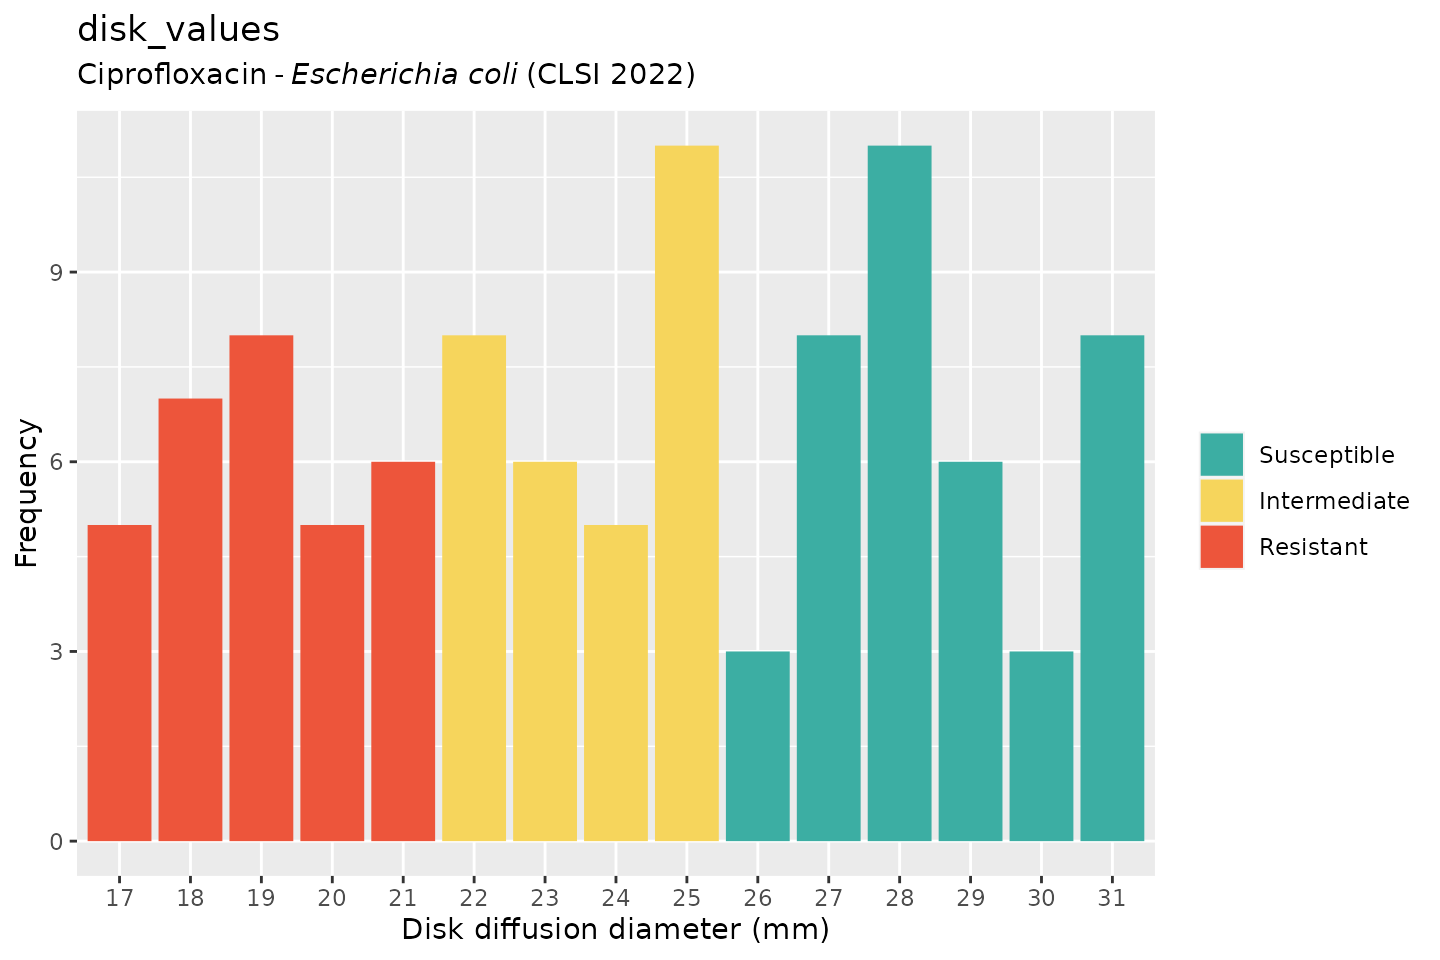 disk_values
Ciprofloxacin - Escherichia coli (CLSI 2022)
Frequency
9
6
3
0
17 18 19 20 21 22 23 24 25 26 27 28 29 30 31
Disk diffusion diameter (mm)
Susceptible
Intermediate
Resistant